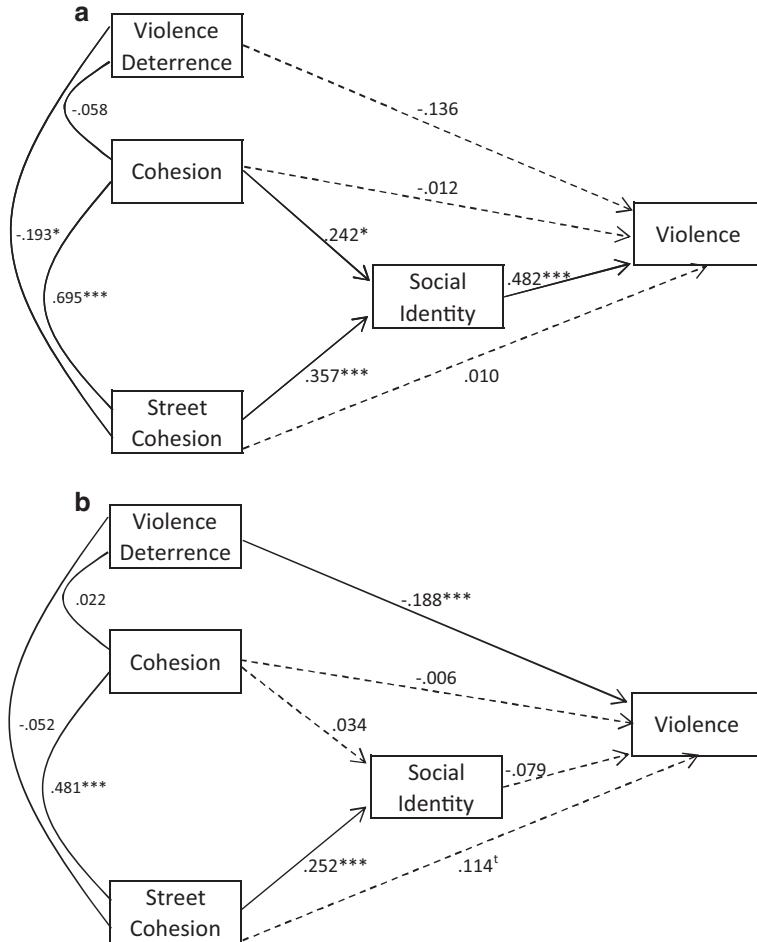 a
Violence
Deterrence
-.058
-.136
Cohesion
-.012
-.193*
.242*
Violence
.695***
Social
Identity
.482***
.357***
.010
Street
Cohesion
b
Violence
Deterrence
.022
-.188***
Cohesion
-.006
-.052
.034
Violence
.481***
Social
Identity
-.079
.252***
.114ᵗ
Street
Cohesion